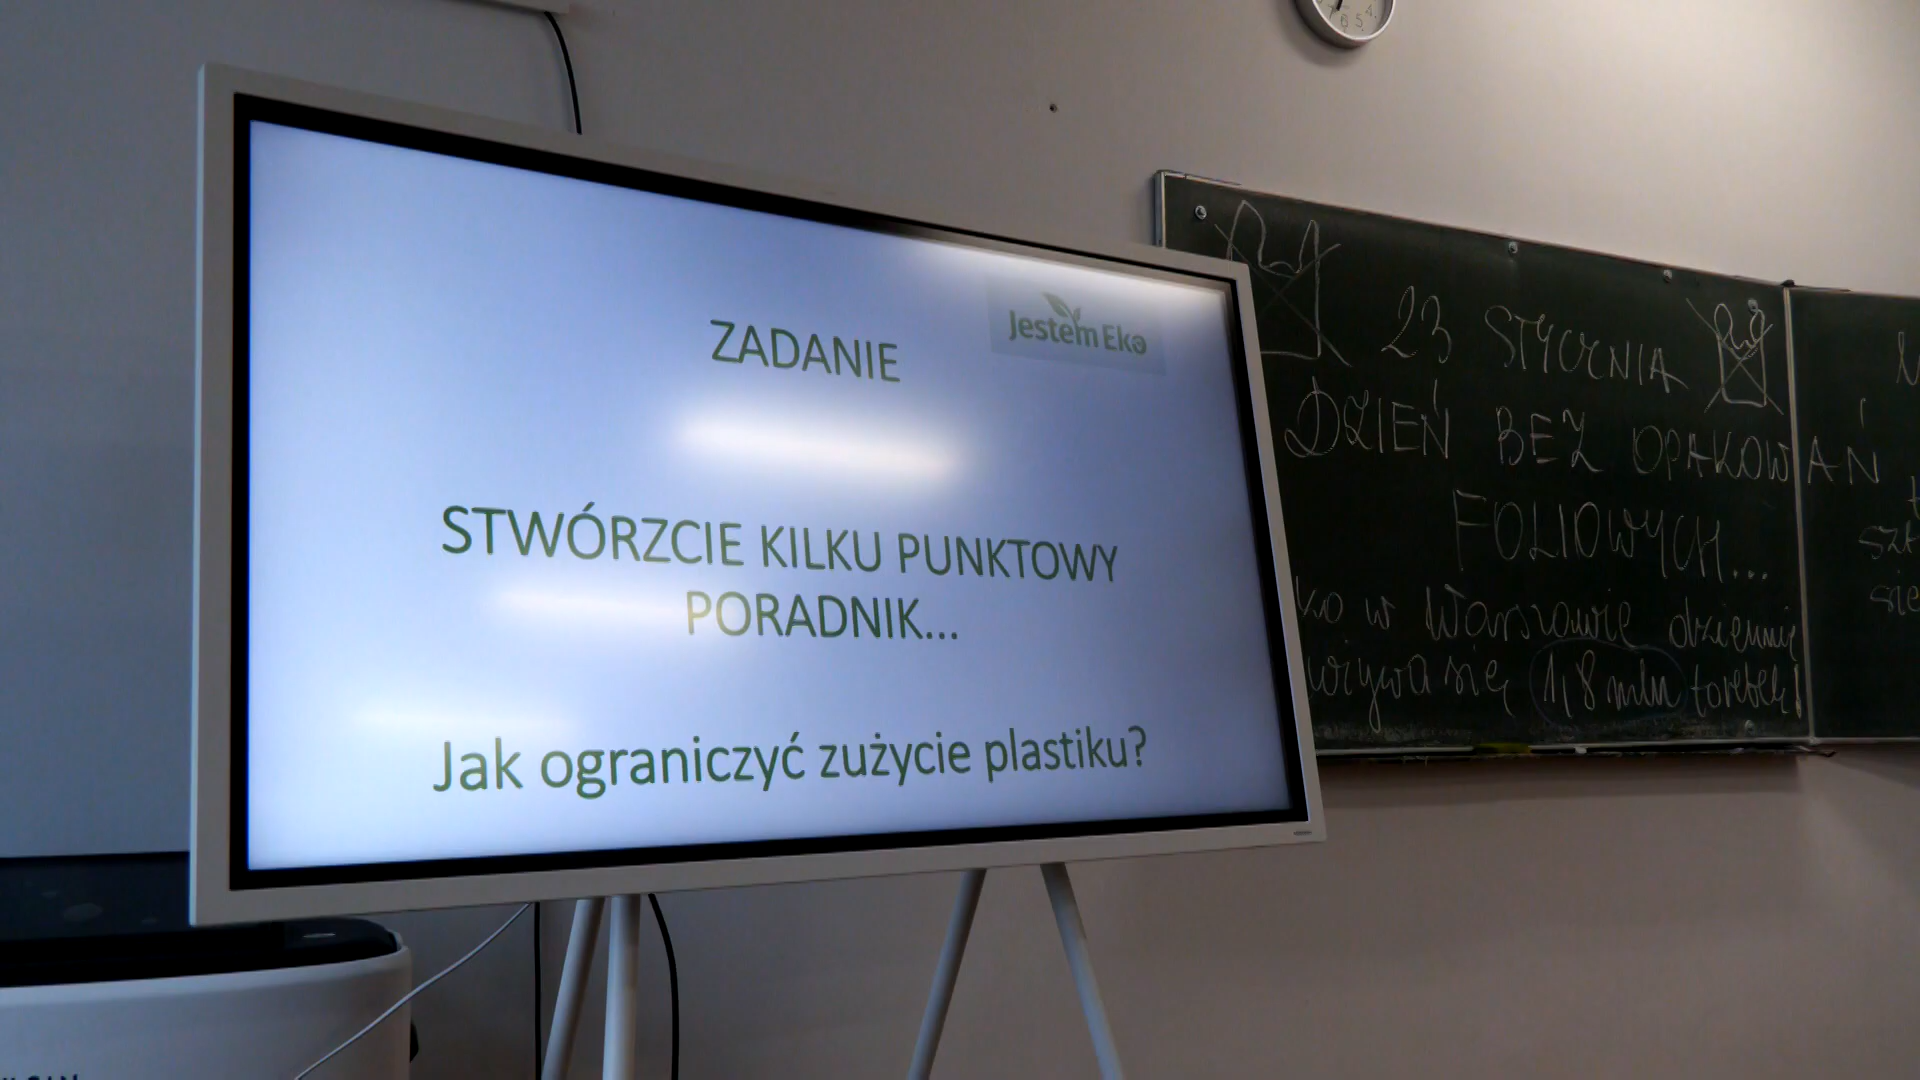 Jestem Eko
ZADANIE
STWÓRZCIE KILKU PUNKTOWY
PORADNIK...
Jak ograniczyć zużycie plastiku?
23 STYCZNIA
DZIEŃ BEZ OPAKOWAŃ
FOLIOWYCH...
w Warszawie dziennie
się 1,8 mln torebek!